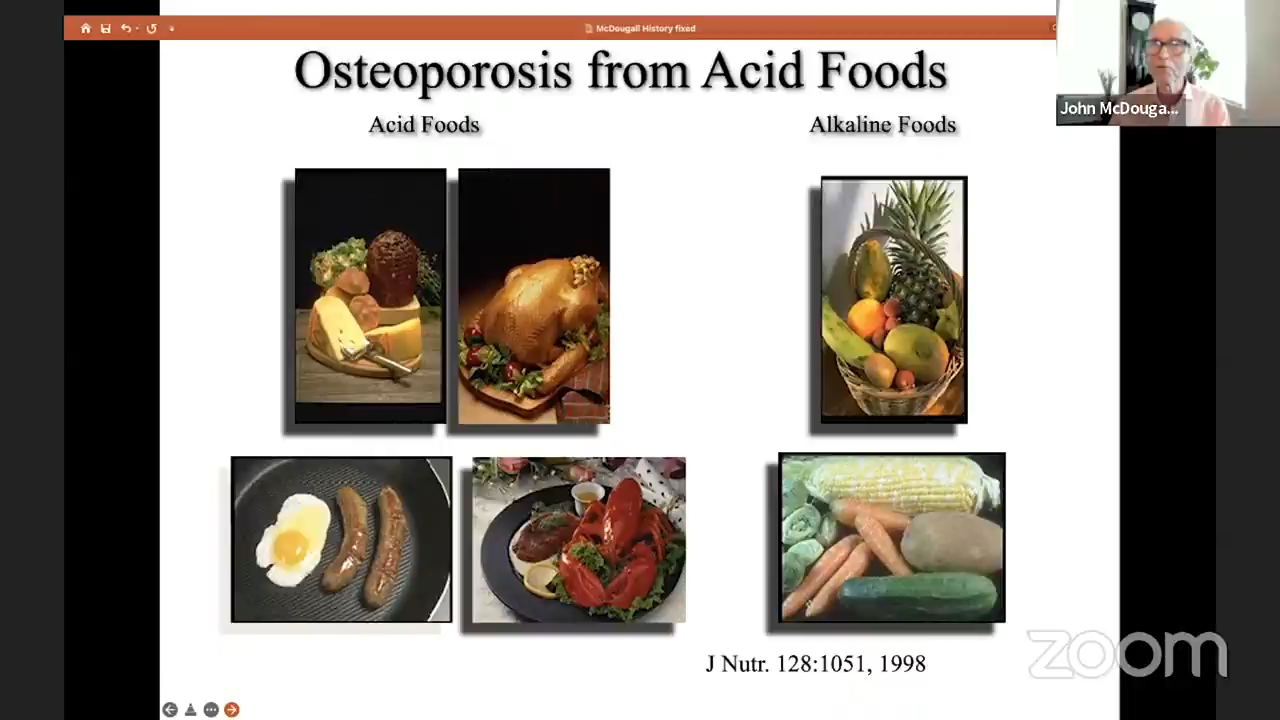 McDougall History fixed
Osteoporosis from Acid Foods
Acid Foods
Alkaline Foods
John McDouga...
J Nutr. 128:1051, 1998
zoom